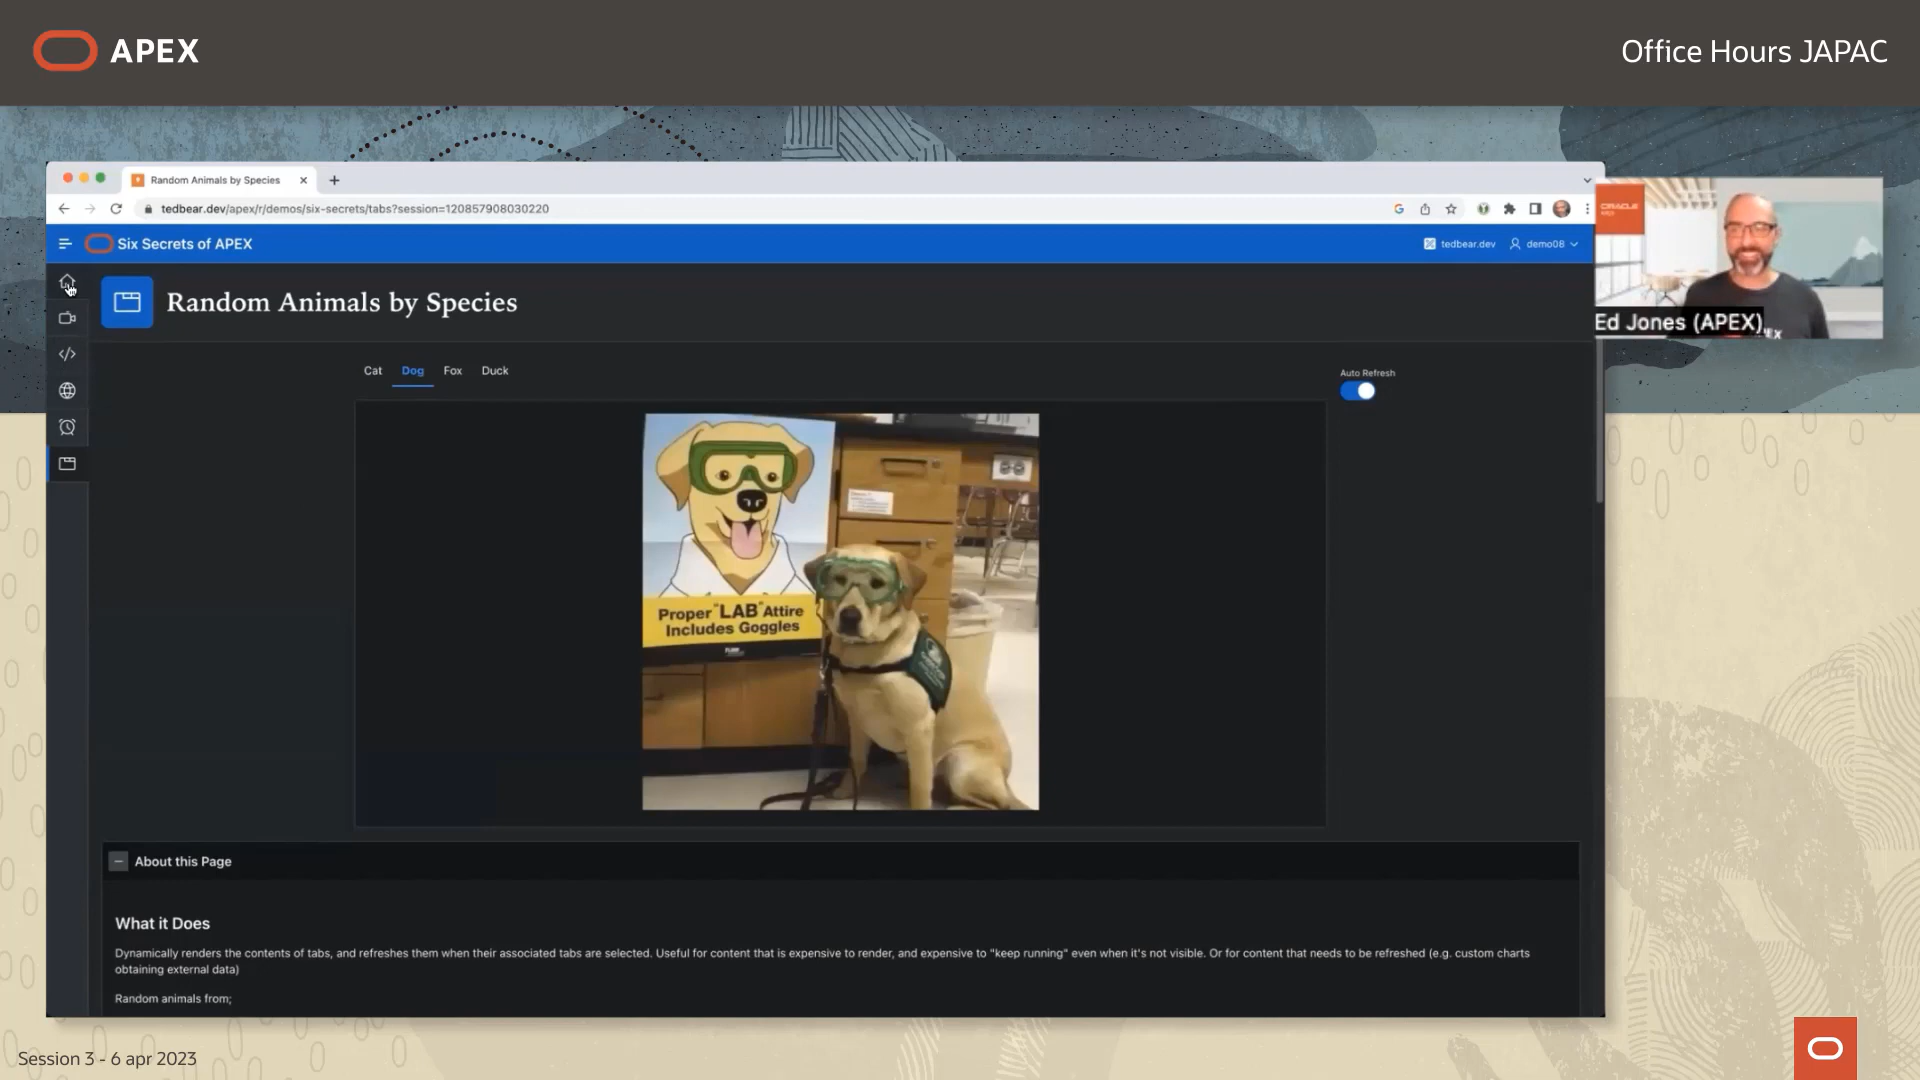 APEX
Office Hours JAPAC
Random Animals by Species
tedbear.dev/apex/r/demos/six-secrets/tabs?session=120857908030220
Six Secrets of APEX
tedbear.dev
demo08
ORACLE
Random Animals by Species
Ed Jones (APEX)
Cat
Dog
Fox
Duck
Auto Refresh
Proper "LAB" Attire
Includes Goggles
About this Page
What it Does
Dynamically renders the contents of tabs, and refreshes them when their associated tabs are selected. Useful for content that is expensive to render, and expensive to "keep running" even when it's not visible. Or for content that needs to be refreshed (e.g. custom charts
obtaining external data)
Random animals from;
Session 3 - 6 apr 2023